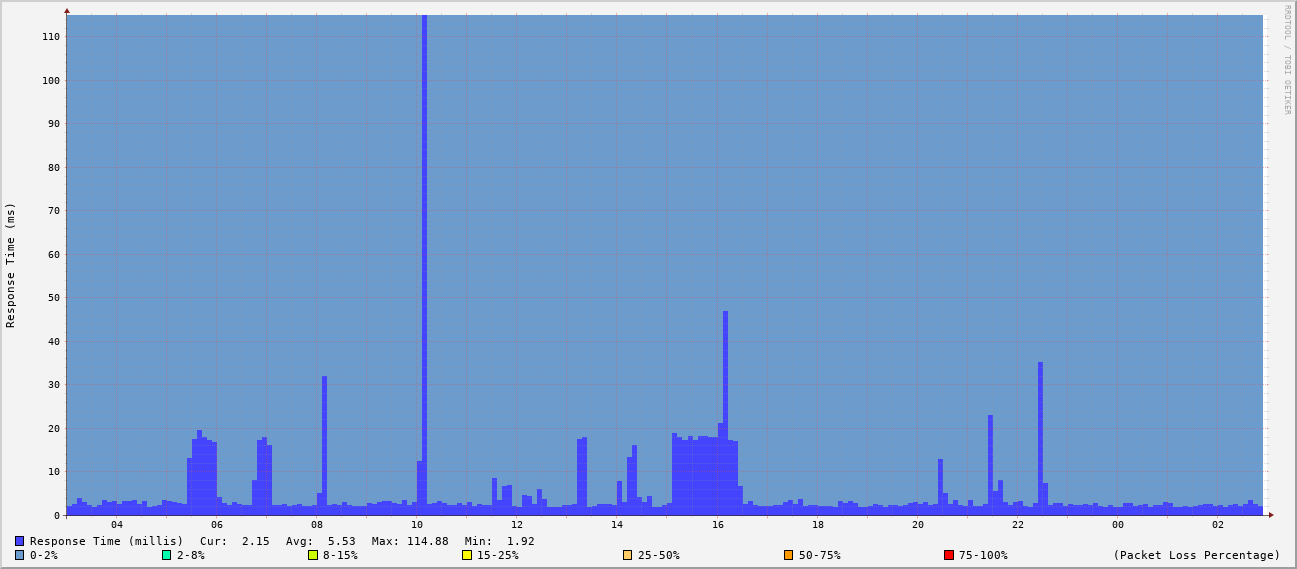 RRDTOOL / TOBI OETIKER
Response Time (ms)
110
100
90
80
70
60
50
40
30
20
10
0
04 06 08 10 12 14 16 18 20 22 00 02
Response Time (millis) Cur: 2.15 Avg: 5.53 Max: 114.88 Min: 1.92
0-2% 2-8% 8-15% 15-25% 25-50% 50-75% 75-100% (Packet Loss Percentage)